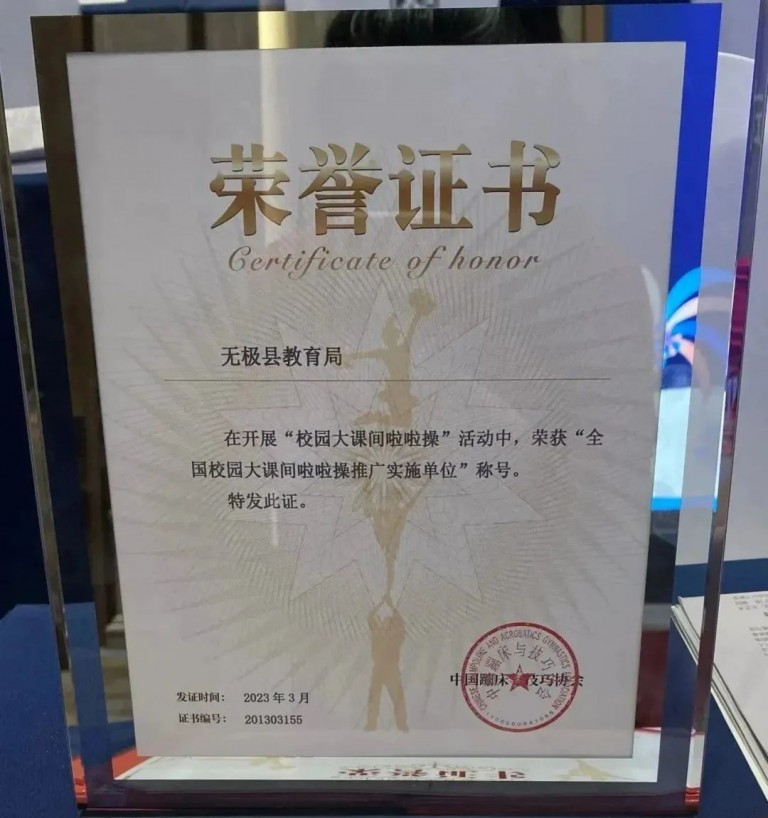 荣誉证书
Certificate of honor
无极县教育局
在开展“校园大课间啦啦操”活动中，荣获“全
国校园大课间啦啦操推广实施单位”称号。
特发此证。
中国蹦床与技巧协会
发证时间： 2023 年 3 月
证书编号： 201303155